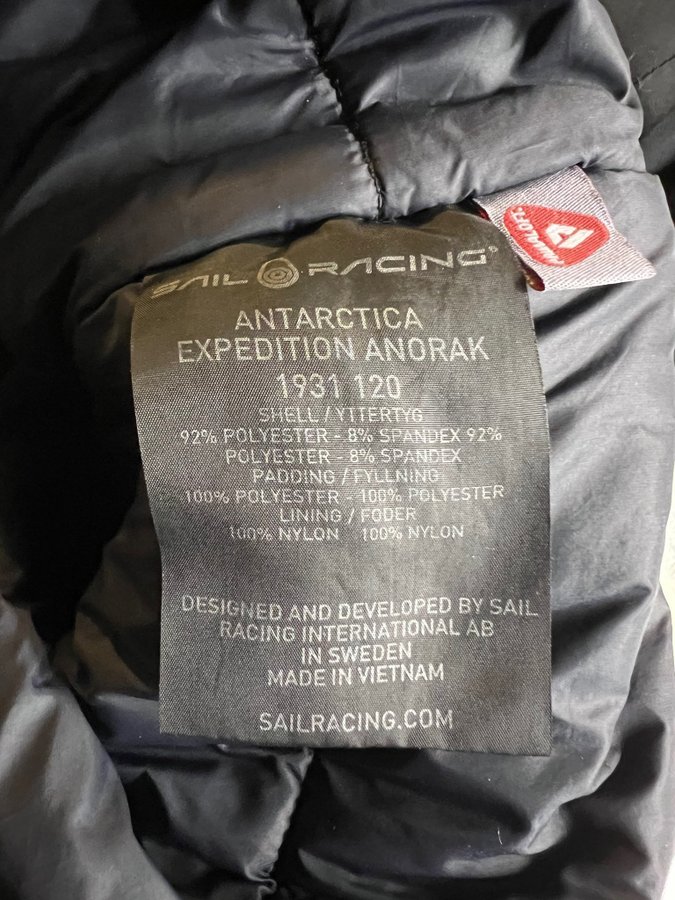 SAIL RACING
PRIMALOFT
ANTARCTICA
EXPEDITION ANORAK
1931 120
SHELL / YTTERTYG
92% POLYESTER - 8% SPANDEX 92%
POLYESTER - 8% SPANDEX
PADDING / FYLLNING
100% POLYESTER - 100% POLYESTER
LINING / FODER
100% NYLON 100% NYLON
DESIGNED AND DEVELOPED BY SAIL
RACING INTERNATIONAL AB
IN SWEDEN
MADE IN VIETNAM
SAILRACING.COM